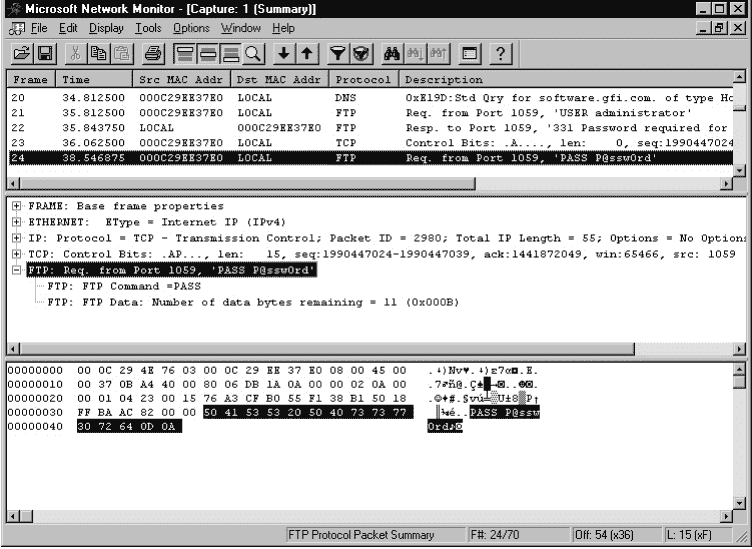 Microsoft Network Monitor - [Capture: 1 (Summary)]
File Edit Display Tools Options Window Help
Frame Time Src MAC Addr Dst MAC Addr Protocol Description
20 34.812500 000C29EE37E0 LOCAL DNS 0xE19D:Std Qry for software.gfi.com. of type Ho
21 35.812500 000C29EE37E0 LOCAL FTP Req. from Port 1059, 'USER administrator'
22 35.843750 LOCAL 000C29EE37E0 FTP Resp. to Port 1059, '331 Password required for
23 36.062500 000C29EE37E0 LOCAL TCP Control Bits: .A...., len: 0, seq:1990447024
24 38.546875 000C29EE37E0 LOCAL FTP Req. from Port 1059, 'PASS P@ssw0rd'
FRAME: Base frame properties
ETHERNET: EType = Internet IP (IPv4)
IP: Protocol = TCP - Transmission Control; Packet ID = 2980; Total IP Length = 55; Options = No Options
TCP: Control Bits: .AP..., len: 15, seq:1990447024-1990447039, ack:1441872049, win:65466, src: 1059
FTP: Req. from Port 1059, 'PASS P@ssw0rd'
FTP: FTP Command =PASS
FTP: FTP Data: Number of data bytes remaining = 11 (0x000B)
00000000 00 0C 29 4E 76 03 00 0C 29 EE 37 E0 08 00 45 00
00000010 00 37 0B A4 40 00 80 06 DB 1A 0A 00 00 02 0A 00
00000020 00 01 04 23 00 15 76 A3 CF B0 55 F1 38 B1 50 18
00000030 FF BA AC 82 00 00 50 41 53 53 20 50 40 73 73 77 PASS P@ssw
00000040 30 72 64 0D 0A 0rd♪◙
FTP Protocol Packet Summary F#: 24/70 Off: 54 (x36) L: 15 (xF)